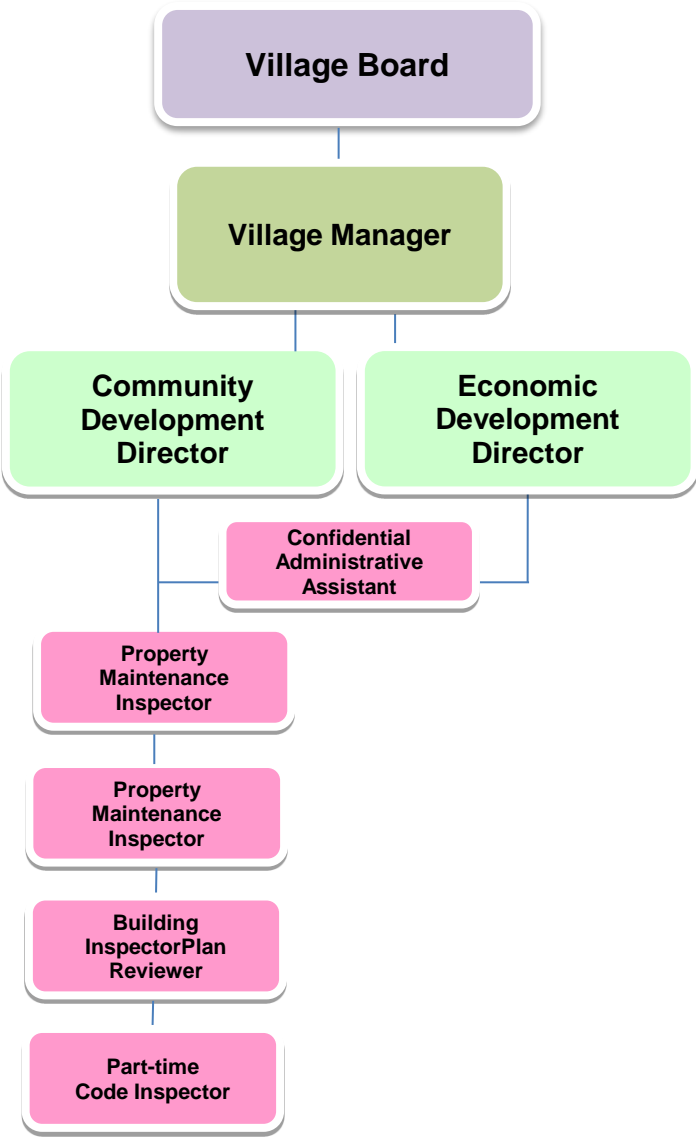 Village Board
Village Manager
Community
Development
Director
Economic
Development
Director
Confidential
Administrative
Assistant
Property
Maintenance
Inspector
Property
Maintenance
Inspector
Building
InspectorPlan
Reviewer
Part-time
Code Inspector